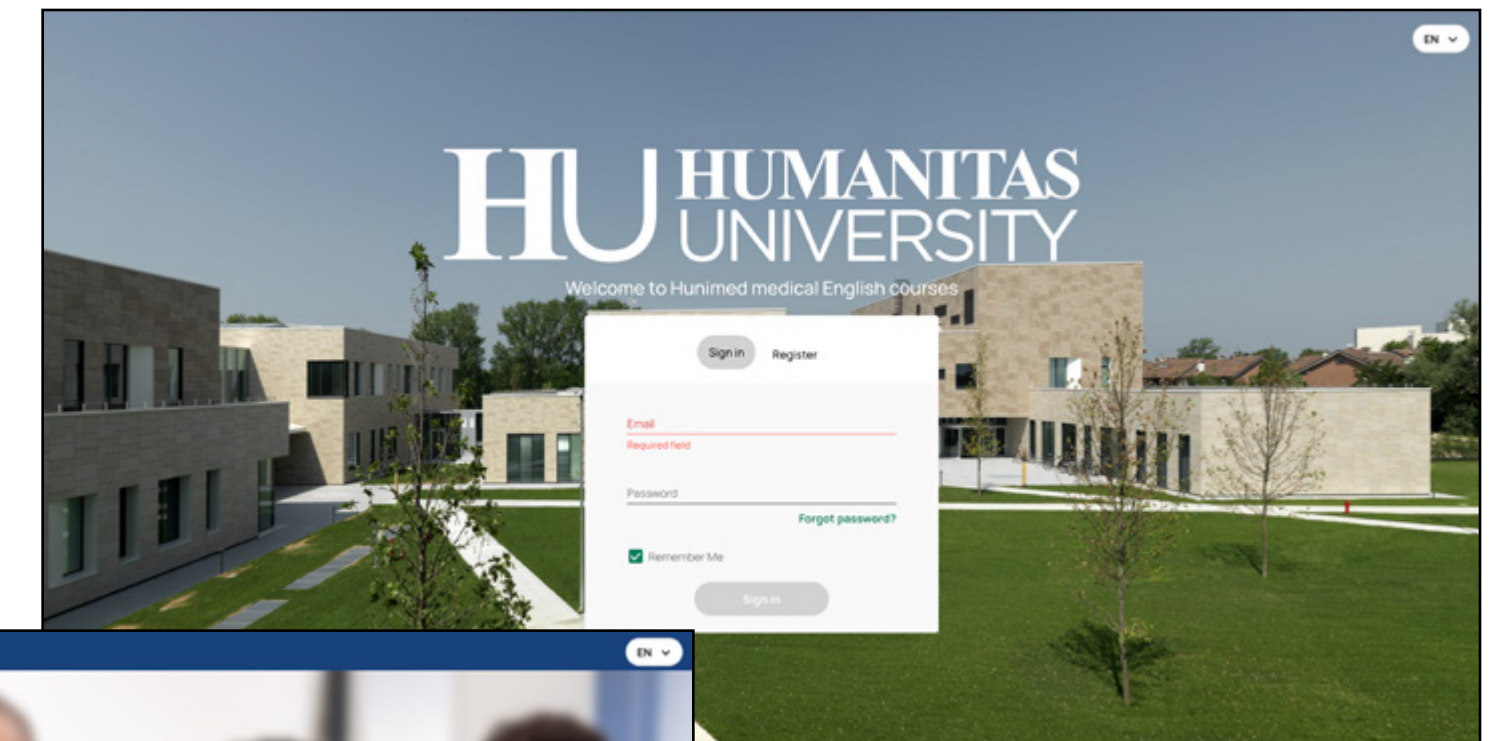 EN
HU HUMANITAS
UNIVERSITY
Welcome to Hunimed medical English courses
Sign in Register
Email
Required field
Password
Forgot password?
Remember Me
Sign In
EN